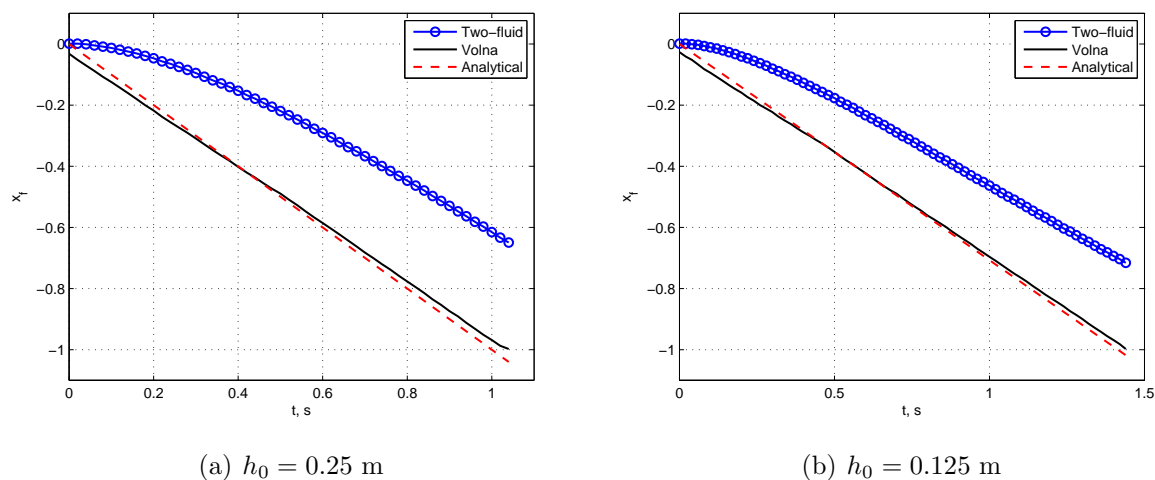 0
−0.2
−0.4
−0.6
−0.8
−1
x_f
0 0.2 0.4 0.6 0.8 1
t, s
Two−fluid
Volna
Analytical
(a) h_0 = 0.25 m
0
−0.2
−0.4
−0.6
−0.8
−1
x_f
0 0.5 1 1.5
t, s
Two−fluid
Volna
Analytical
(b) h_0 = 0.125 m